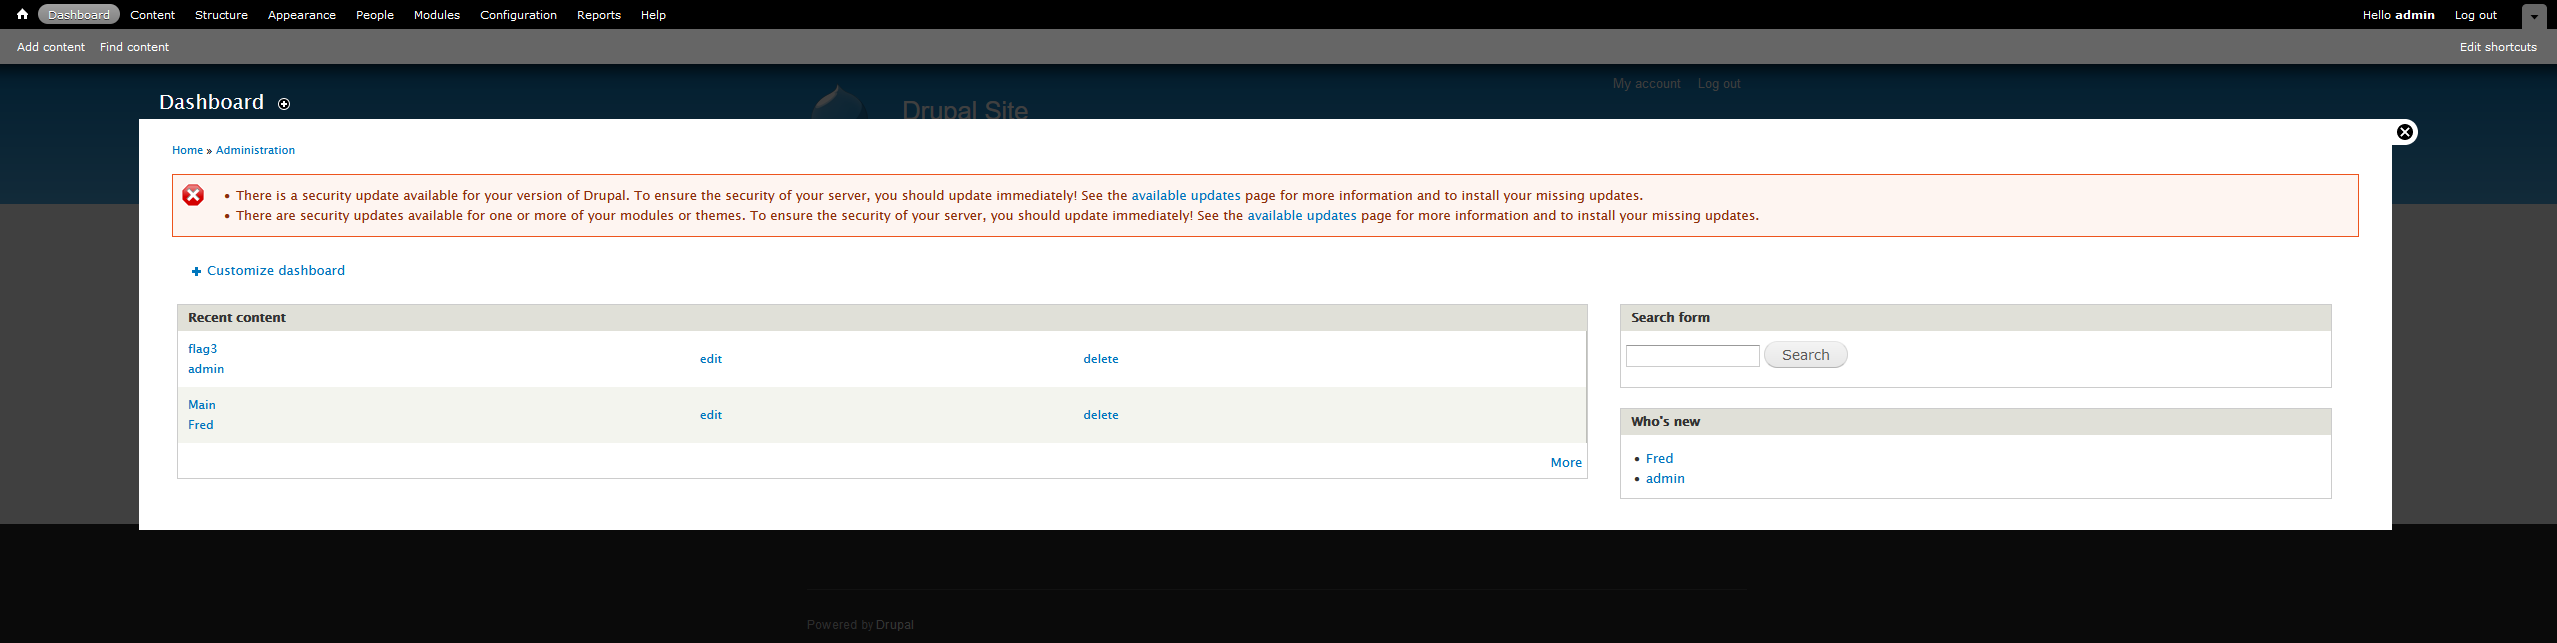 Dashboard Content Structure Appearance People Modules Configuration Reports Help Hello admin Log out
Add content Find content Edit shortcuts
My account Log out
Dashboard
Drupal Site
Home » Administration
• There is a security update available for your version of Drupal. To ensure the security of your server, you should update immediately! See the available updates page for more information and to install your missing updates.
• There are security updates available for one or more of your modules or themes. To ensure the security of your server, you should update immediately! See the available updates page for more information and to install your missing updates.
Customize dashboard
Recent content
flag3
admin
edit delete
Main
Fred
edit delete
More
Search form
Search
Who's new
• Fred
• admin
Powered by Drupal